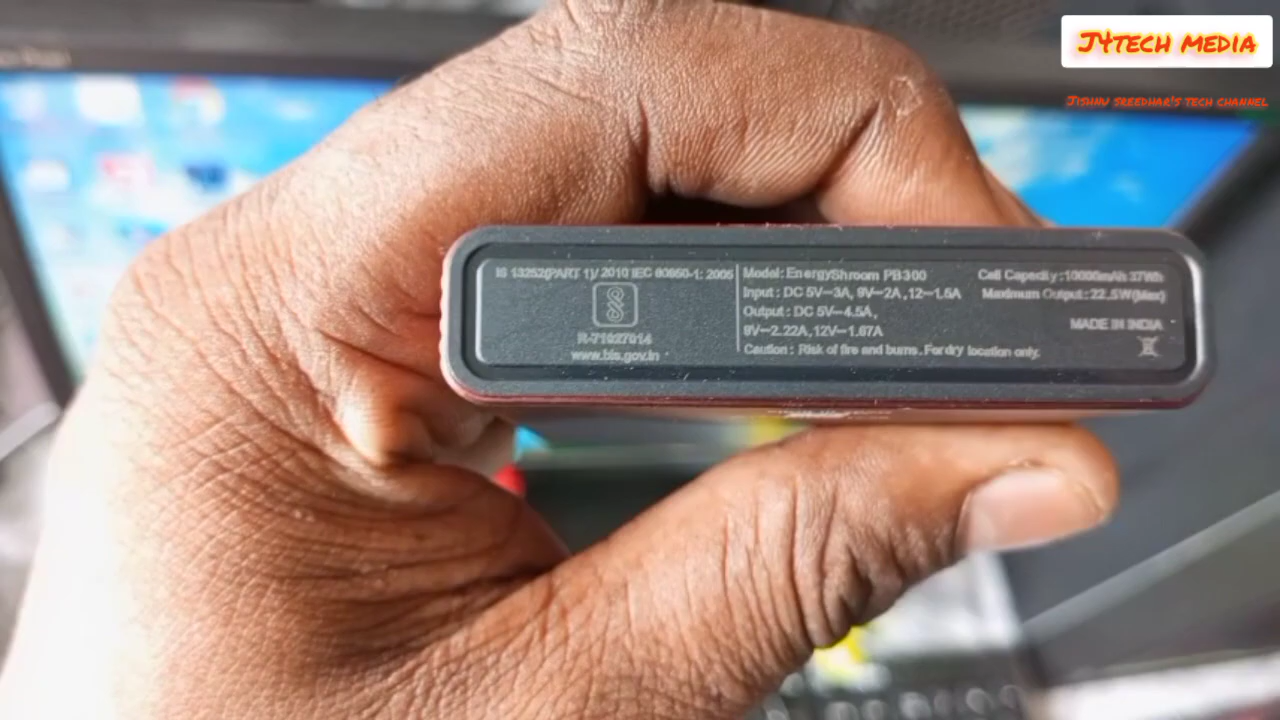 J4TECH MEDIA
JISHNU SREEDHAR'S TECH CHANNEL
IS 13252(PART 1)/ 2010 IEC 60950-1: 2005
R-71027014
www.bis.gov.in
Model: EnergyShroom PB300
Input : DC 5V⎓3A, 9V⎓2A ,12⎓1.5A
Output : DC 5V⎓4.5A,
9V⎓2.22A, 12V⎓1.67A
Caution : Risk of fire and burns. For dry location only.
Cell Capacity :10000mAh 37Wh
Maximum Output : 22.5W(Max)
MADE IN INDIA